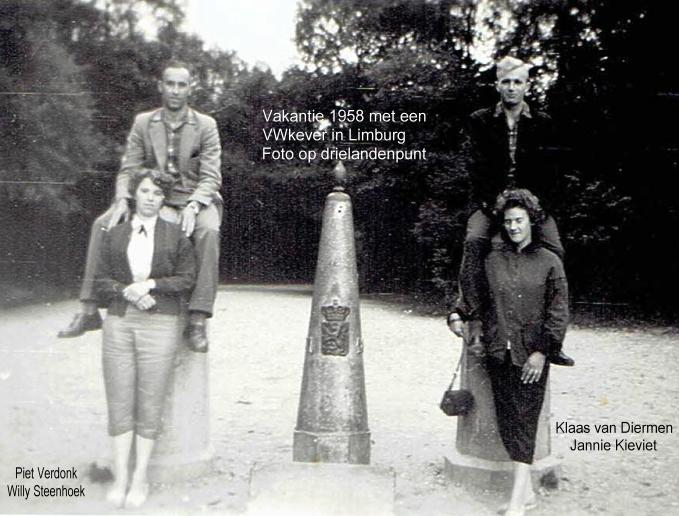 Vakantie 1958 met een
VWkever in Limburg
Foto op drielandenpunt
Klaas van Diermen
Jannie Kieviet
Piet Verdonk
Willy Steenhoek